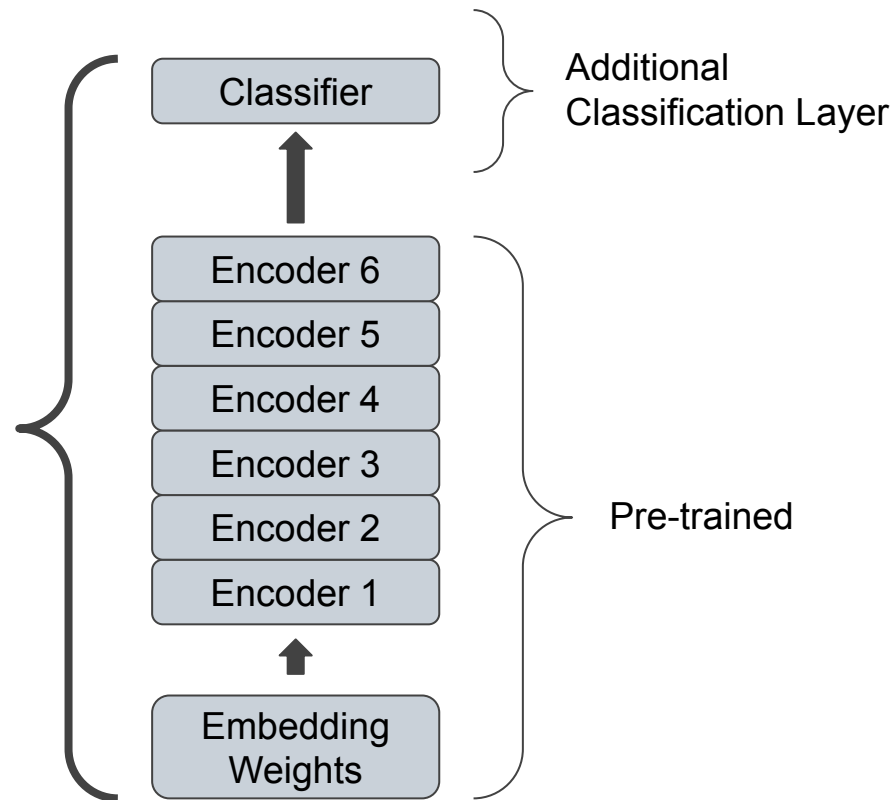 Classifier
Additional
Classification Layer
Encoder 6
Encoder 5
Encoder 4
Encoder 3
Encoder 2
Encoder 1
Pre-trained
Embedding
Weights